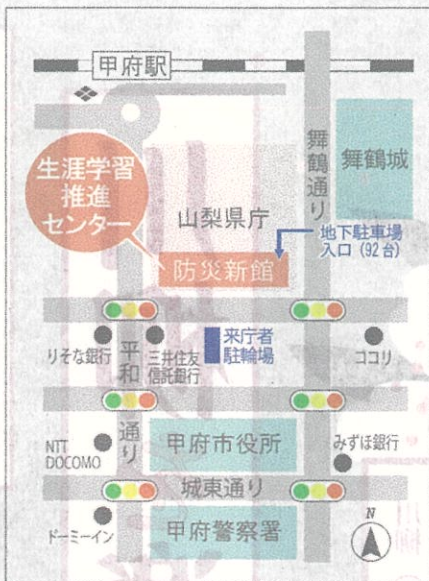 甲府駅
生涯学習
推進
センター
舞鶴通り
舞鶴城
山梨県庁
地下駐車場
入口(92台)
防災新館
りそな銀行
平和通り
三井住友
信託銀行
来庁者
駐輪場
ココリ
NTT
DOCOMO
甲府市役所
みずほ銀行
城東通り
ドーミーイン
甲府警察署
N